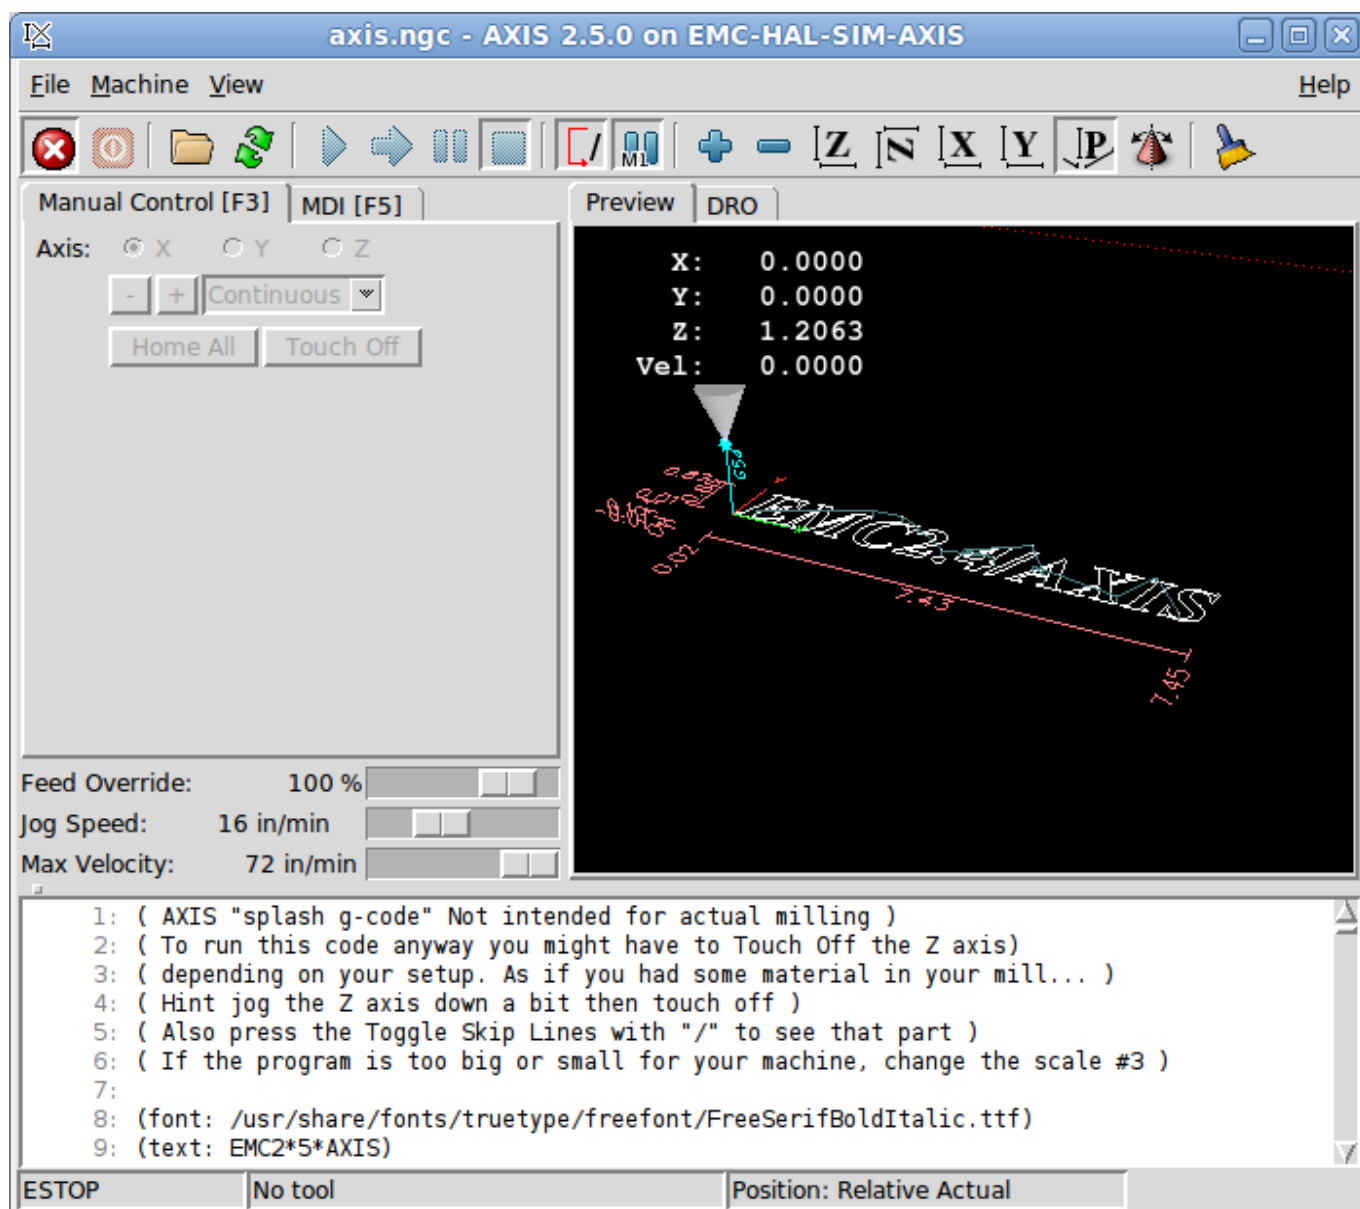 axis.ngc - AXIS 2.5.0 on EMC-HAL-SIM-AXIS
File Machine View Help
M1 Z N X Y P
Manual Control [F3] MDI [F5]
Preview DRO
Axis: X Y Z
- + Continuous
Home All Touch Off
X: 0.0000
Y: 0.0000
Z: 1.2063
Vel: 0.0000
G54
EMC2.4/AXIS
0.02
7.43
7.45
Feed Override: 100 %
Jog Speed: 16 in/min
Max Velocity: 72 in/min
1: ( AXIS "splash g-code" Not intended for actual milling )
2: ( To run this code anyway you might have to Touch Off the Z axis)
3: ( depending on your setup. As if you had some material in your mill... )
4: ( Hint jog the Z axis down a bit then touch off )
5: ( Also press the Toggle Skip Lines with "/" to see that part )
6: ( If the program is too big or small for your machine, change the scale #3 )
7:
8: (font: /usr/share/fonts/truetype/freefont/FreeSerifBoldItalic.ttf)
9: (text: EMC2*5*AXIS)
ESTOP No tool Position: Relative Actual